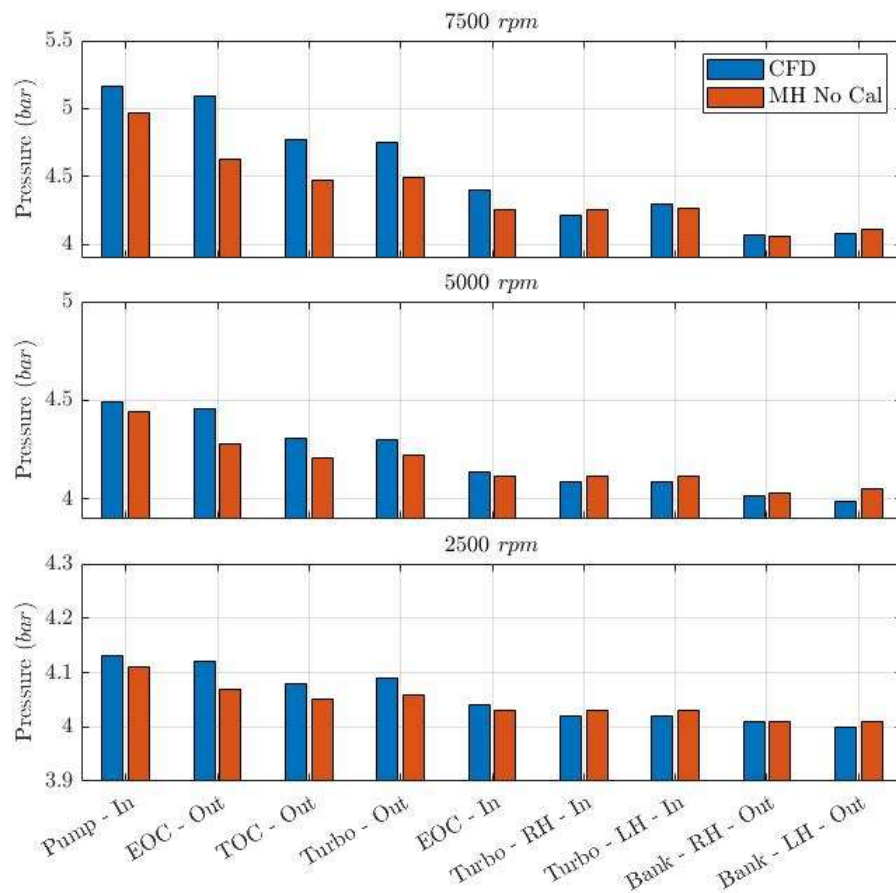 7500 rpm
5.5
5
4.5
4
Pressure (bar)
CFD
MH No Cal
5000 rpm
5
4.5
4
Pressure (bar)
2500 rpm
4.3
4.2
4.1
4
3.9
Pressure (bar)
Pump - In
EOC - Out
TOC - Out
Turbo - Out
EOC - In
Turbo - RH - In
Turbo - LH - In
Bank - RH - Out
Bank - LH - Out